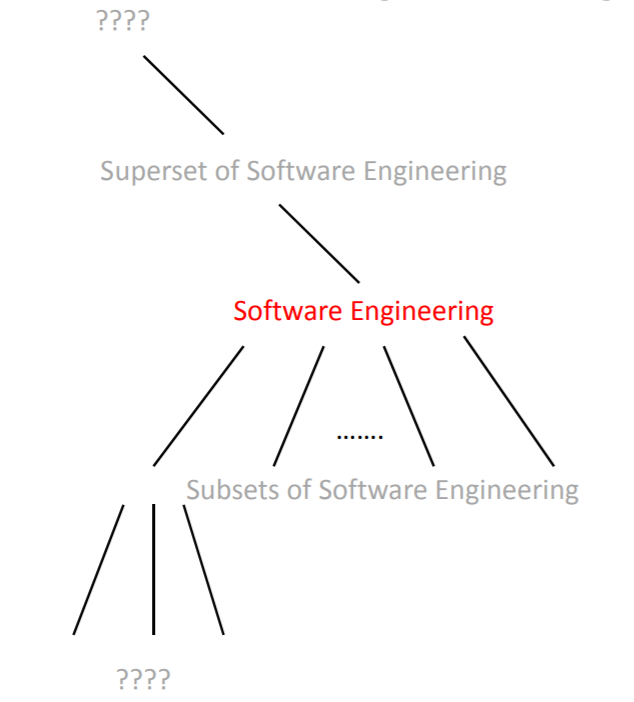 ????
Superset of Software Engineering
Software Engineering
.......
Subsets of Software Engineering
????